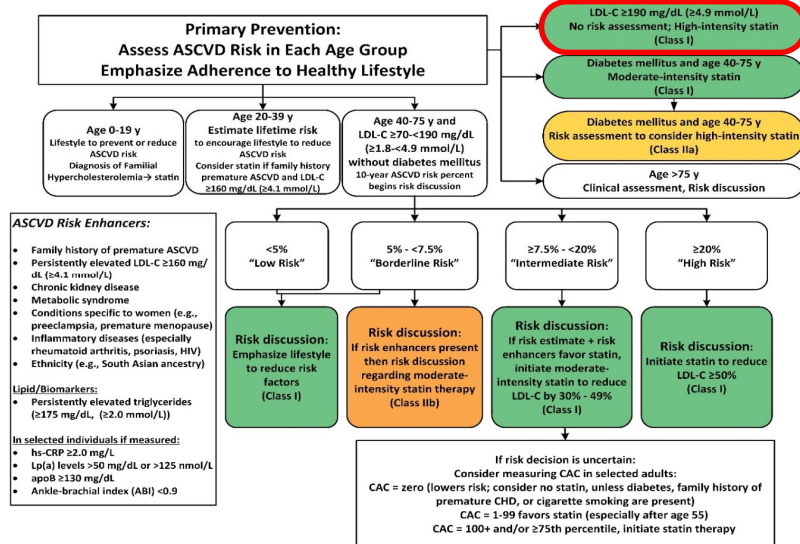 Primary Prevention:
Assess ASCVD Risk in Each Age Group
Emphasize Adherence to Healthy Lifestyle
LDL-C ≥190 mg/dL (≥4.9 mmol/L)
No risk assessment; High-intensity statin
(Class I)
Diabetes mellitus and age 40-75 y
Moderate-intensity statin
(Class I)
Diabetes mellitus and age 40-75 y
Risk assessment to consider high-intensity statin
(Class IIa)
Age >75 y
Clinical assessment, Risk discussion
Age 0-19 y
Lifestyle to prevent or reduce
ASCVD risk
Diagnosis of Familial
Hypercholesterolemia→ statin
Age 20-39 y
Estimate lifetime risk
to encourage lifestyle to reduce
ASCVD risk
Consider statin if family history
premature ASCVD and LDL-C
≥160 mg/dL (≥4.1 mmol/L)
Age 40-75 y and
LDL-C ≥70-<190 mg/dL
(≥1.8-<4.9 mmol/L)
without diabetes mellitus
10-year ASCVD risk percent
begins risk discussion
ASCVD Risk Enhancers:
• Family history of premature ASCVD
• Persistently elevated LDL-C ≥160 mg/
dL (≥4.1 mmol/L)
• Chronic kidney disease
• Metabolic syndrome
• Conditions specific to women (e.g.,
preeclampsia, premature menopause)
• Inflammatory diseases (especially
rheumatoid arthritis, psoriasis, HIV)
• Ethnicity (e.g., South Asian ancestry)
Lipid/Biomarkers:
• Persistently elevated triglycerides
(≥175 mg/dL, (≥2.0 mmol/L))
In selected individuals if measured:
• hs-CRP ≥2.0 mg/L
• Lp(a) levels >50 mg/dL or >125 nmol/L
• apoB ≥130 mg/dL
• Ankle-brachial index (ABI) <0.9
<5%
“Low Risk”
5% - <7.5%
“Borderline Risk”
≥7.5% - <20%
“Intermediate Risk”
≥20%
“High Risk”
Risk discussion:
Emphasize lifestyle
to reduce risk
factors
(Class I)
Risk discussion:
If risk enhancers present
then risk discussion
regarding moderate-
intensity statin therapy
(Class IIb)
Risk discussion:
If risk estimate + risk
enhancers favor statin,
initiate moderate-
intensity statin to reduce
LDL-C by 30% - 49%
(Class I)
Risk discussion:
Initiate statin to reduce
LDL-C ≥50%
(Class I)
If risk decision is uncertain:
Consider measuring CAC in selected adults:
CAC = zero (lowers risk; consider no statin, unless diabetes, family history of
premature CHD, or cigarette smoking are present)
CAC = 1-99 favors statin (especially after age 55)
CAC = 100+ and/or ≥75th percentile, initiate statin therapy